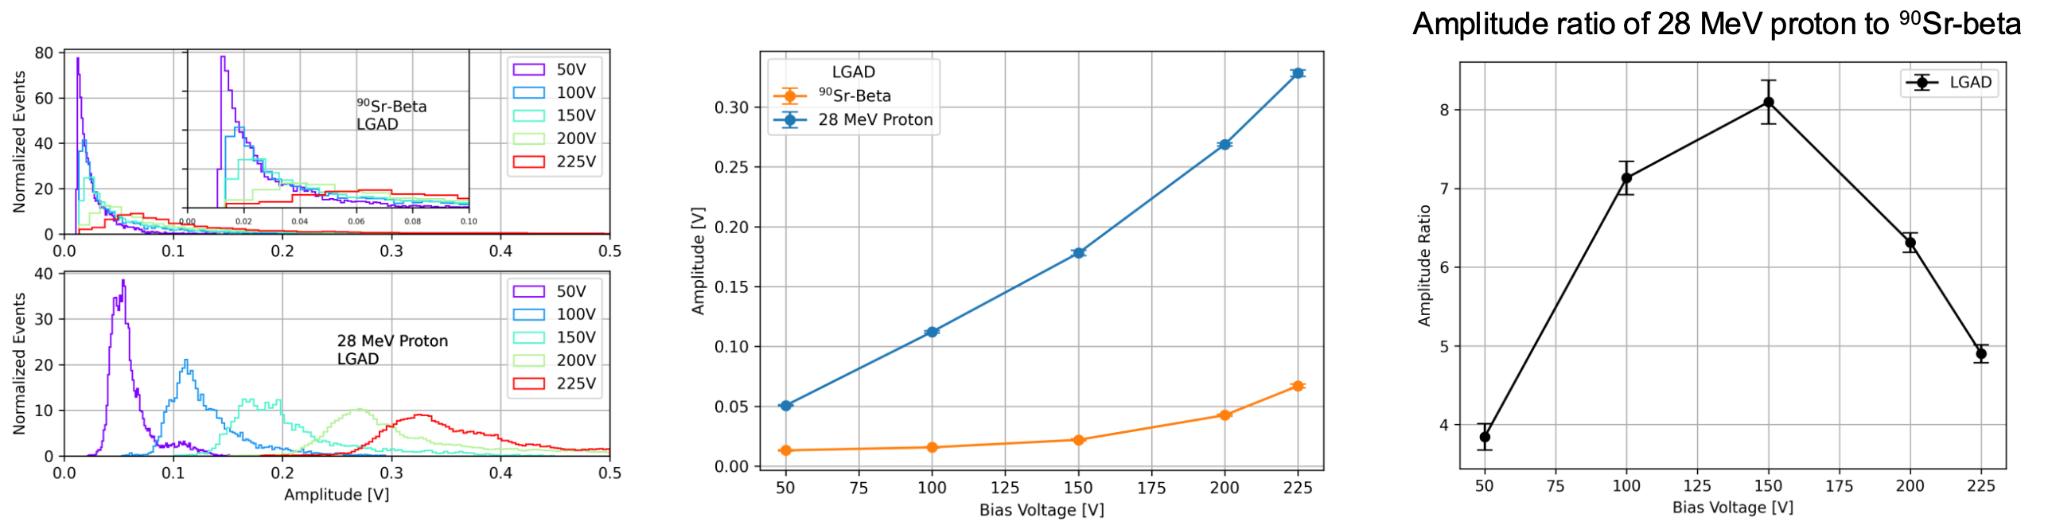 Amplitude ratio of 28 MeV proton to ⁹⁰Sr-beta
Normalized Events
80
60
40
20
0
⁹⁰Sr-Beta
LGAD
0.00
0.02
0.04
0.06
0.08
0.10
50V
100V
150V
200V
225V
0.0
0.1
0.2
0.3
0.4
0.5
Normalized Events
40
30
20
10
0
28 MeV Proton
LGAD
50V
100V
150V
200V
225V
0.0
0.1
0.2
0.3
0.4
0.5
Amplitude [V]
Amplitude [V]
0.30
0.25
0.20
0.15
0.10
0.05
0.00
LGAD
⁹⁰Sr-Beta
28 MeV Proton
50
75
100
125
150
175
200
225
Bias Voltage [V]
Amplitude Ratio
8
7
6
5
4
LGAD
50
75
100
125
150
175
200
225
Bias Voltage [V]